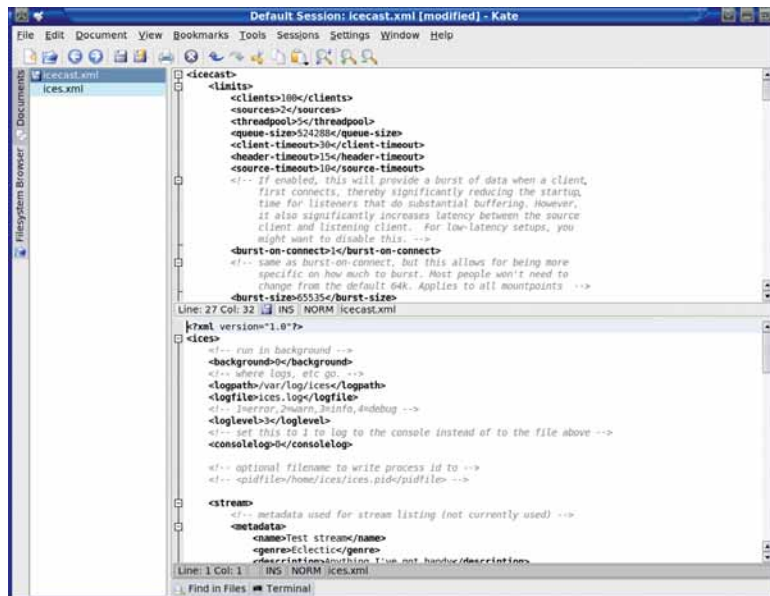 Default Session: icecast.xml [modified] - Kate
File Edit Document View Bookmarks Tools Sessions Settings Window Help
Documents
Filesystem Browser
icecast.xml
ices.xml
<icecast>
<limits>
<clients>100</clients>
<sources>2</sources>
<threadpool>5</threadpool>
<queue-size>524288</queue-size>
<client-timeout>30</client-timeout>
<header-timeout>15</header-timeout>
<source-timeout>10</source-timeout>
<!-- If enabled, this will provide a burst of data when a client
first connects, thereby significantly reducing the startup
time for listeners that do substantial buffering. However,
it also significantly increases latency between the source
client and listening client.  For low-latency setups, you
might want to disable this. -->
<burst-on-connect>1</burst-on-connect>
<!-- same as burst-on-connect, but this allows for being more
specific on how much to burst. Most people won't need to
change from the default 64k. Applies to all mountpoints  -->
<burst-size>65535</burst-size>
Line: 27 Col: 32 INS NORM icecast.xml
<?xml version="1.0"?>
<ices>
<!-- run in background -->
<background>0</background>
<!-- where logs, etc go. -->
<logpath>/var/log/ices</logpath>
<logfile>ices.log</logfile>
<!-- 1=error,2=warn,3=info,4=debug -->
<loglevel>3</loglevel>
<!-- set this to 1 to log to the console instead of to the file above -->
<consolelog>0</consolelog>
<!-- optional filename to write process id to -->
<!-- <pidfile>/home/ices/ices.pid</pidfile> -->
<stream>
<!-- metadata used for stream listing (not currently used) -->
<metadata>
<name>Test stream</name>
<genre>Eclectic</genre>
<description>Anything I've got handy</description>
Line: 1 Col: 1 INS NORM ices.xml
Find in Files Terminal